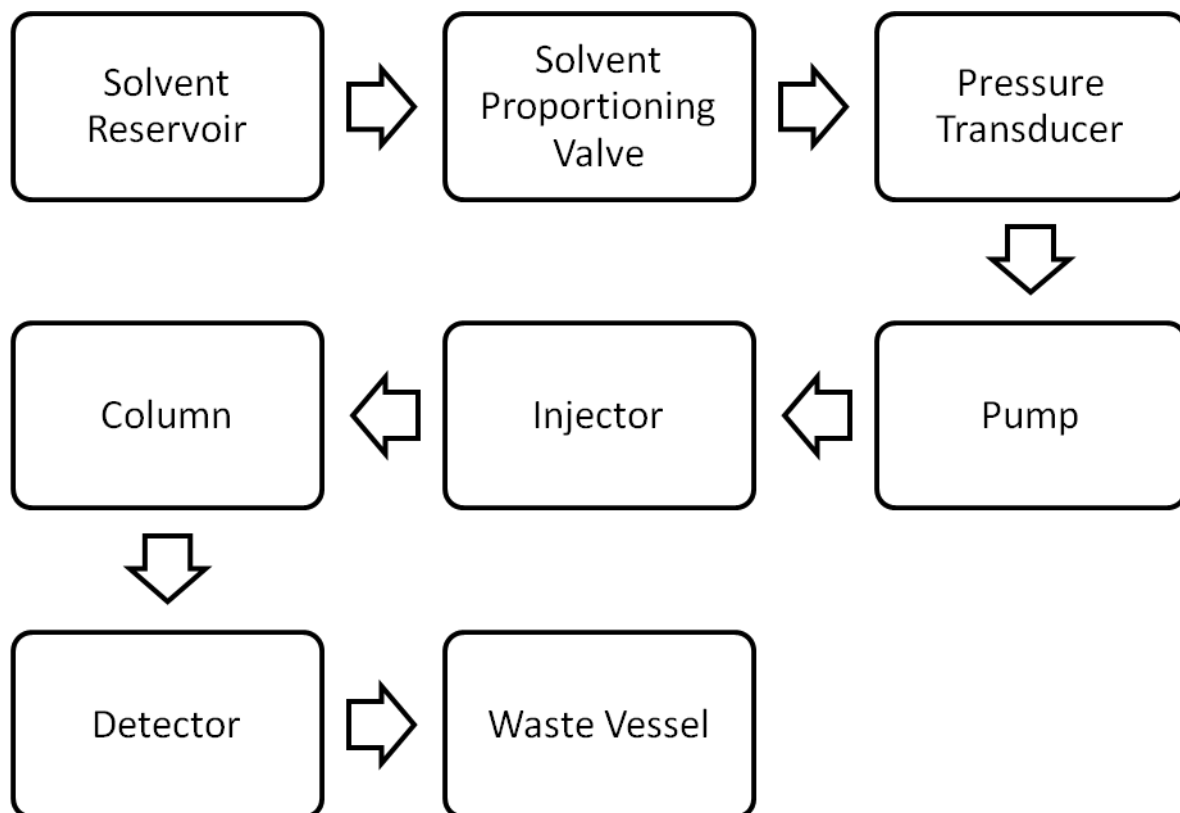 Solvent
Reservoir
Solvent
Proportioning
Valve
Pressure
Transducer
Pump
Injector
Column
Detector
Waste Vessel